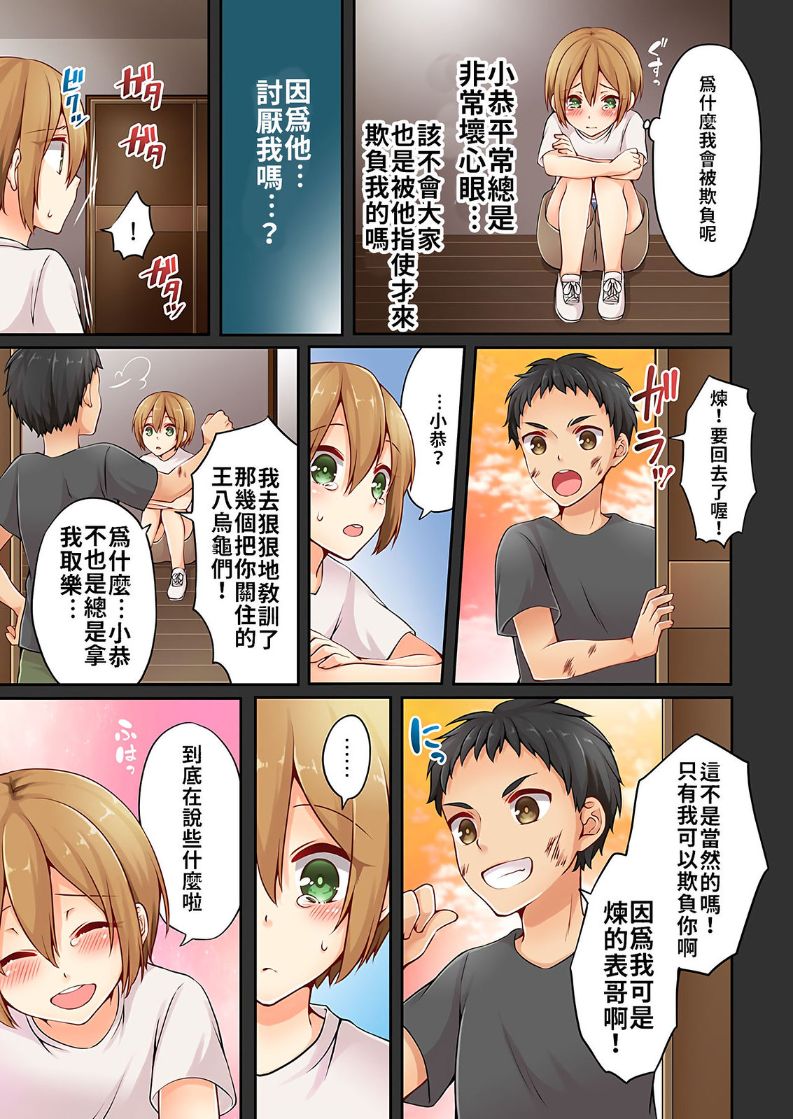 為什麼我會被欺負呢
ぐすっ
小恭平常總是
非常壞心眼…
該不會大家
也是被他指使才來
欺負我的嗎
因為他…
討厭我嗎…？
ガタ
ガタ
ガタッ
ビクッ
！
煉！要回去了喔！
ガラッ
…小恭？
我去狠狠地教訓了
那幾個把你關住的
王八烏龜們！
為什麼…小恭
不也是總是拿
我取樂…
這不是當然的嗎！
只有我可以欺負你啊
因為我可是
煉的表哥啊！
にっ
……
到底在說些什麼啦
ふはっ